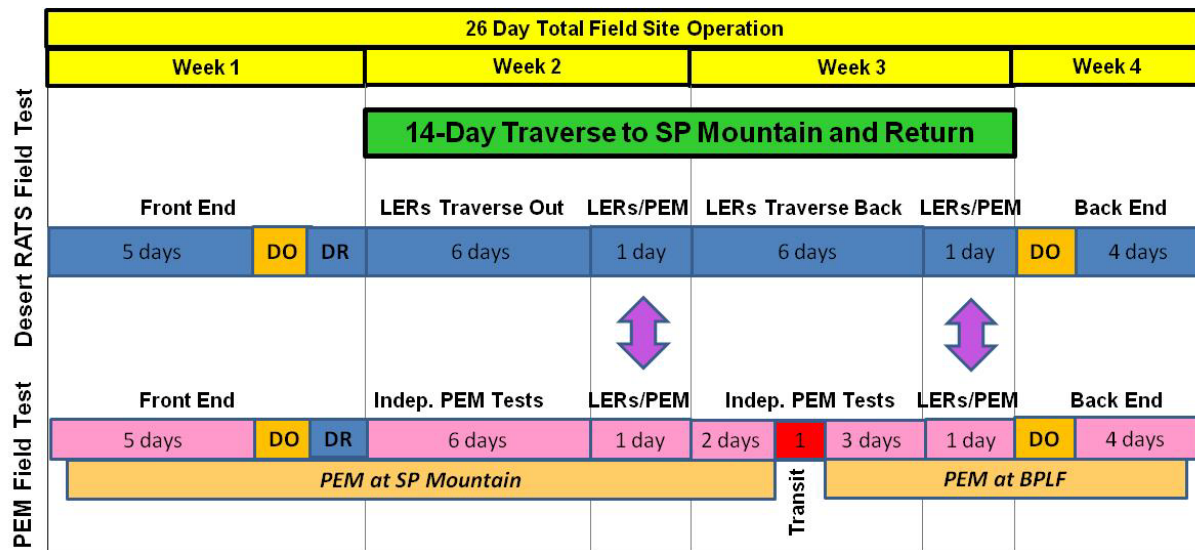 26 Day Total Field Site Operation
Week 1 Week 2 Week 3 Week 4
14-Day Traverse to SP Mountain and Return
Desert RATS Field Test
Front End LERs Traverse Out LERs/PEM LERs Traverse Back LERs/PEM Back End
5 days DO DR 6 days 1 day 6 days 1 day DO 4 days
PEM Field Test
Front End Indep. PEM Tests LERs/PEM Indep. PEM Tests LERs/PEM Back End
5 days DO DR 6 days 1 day 2 days 1 3 days 1 day DO 4 days
PEM at SP Mountain Transit PEM at BPLF